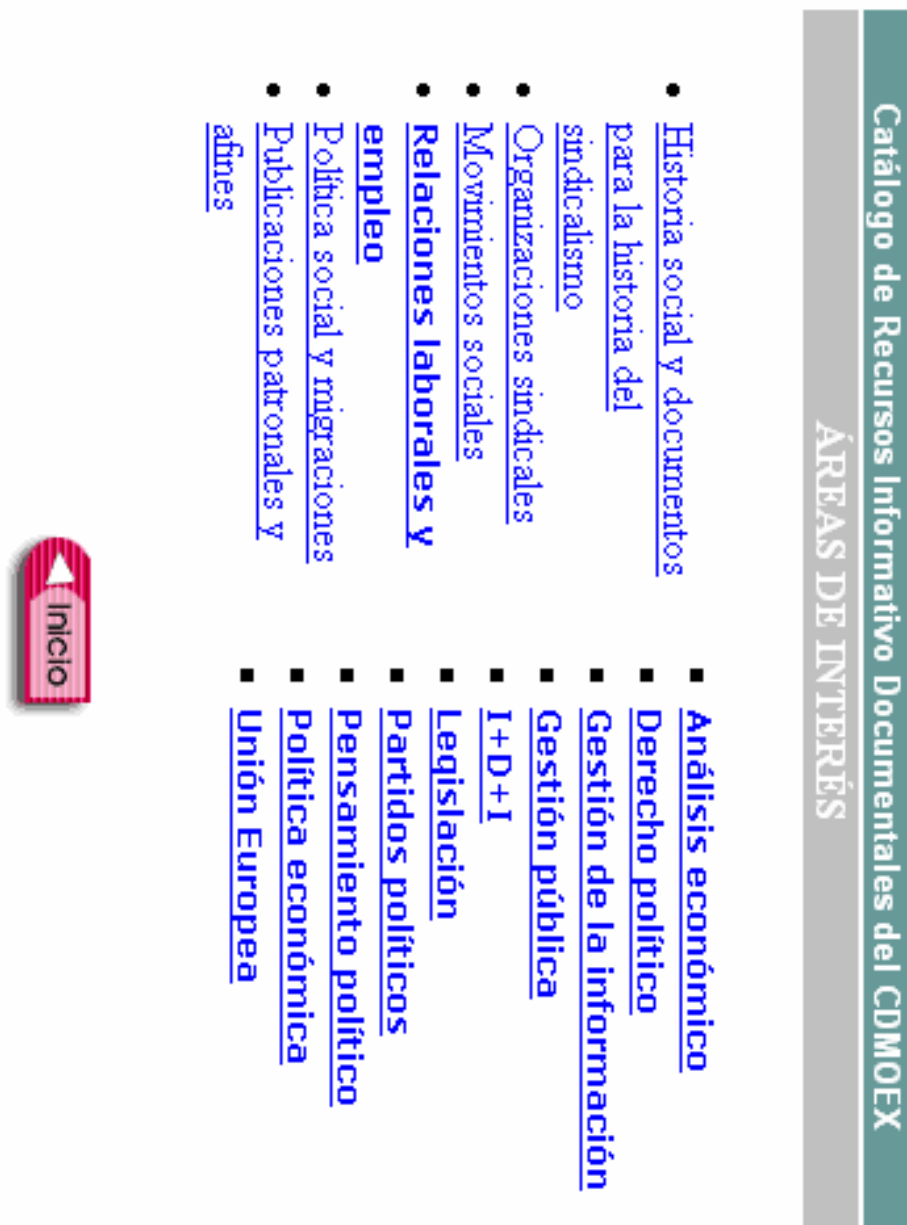 Catálogo de Recursos Informativo Documentales del CDMOEX
ÁREAS DE INTERÉS
Historia social y documentos
para la historia del
sindicalismo
Organizaciones sindicales
Movimientos sociales
Relaciones laborales y
empleo
Política social y migraciones
Publicaciones patronales y
afines
Análisis económico
Derecho político
Gestión de la información
Gestión pública
I+D+I
Legislación
Partidos políticos
Pensamiento político
Política económica
Unión Europea
Inicio